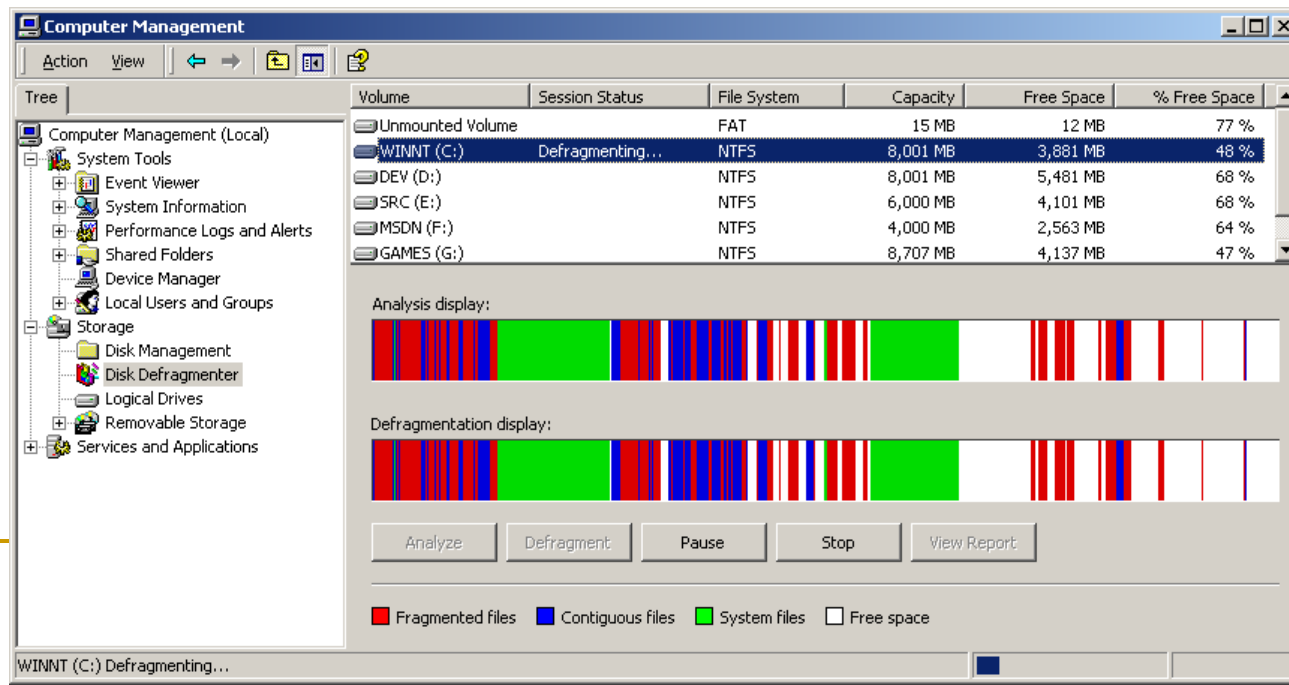 Computer Management
Action View
Tree
Volume Session Status File System Capacity Free Space % Free Space
Computer Management (Local)
System Tools
Event Viewer
System Information
Performance Logs and Alerts
Shared Folders
Device Manager
Local Users and Groups
Storage
Disk Management
Disk Defragmenter
Logical Drives
Removable Storage
Services and Applications
Unmounted Volume FAT 15 MB 12 MB 77 %
WINNT (C:) Defragmenting... NTFS 8,001 MB 3,881 MB 48 %
DEV (D:) NTFS 8,001 MB 5,481 MB 68 %
SRC (E:) NTFS 6,000 MB 4,101 MB 68 %
MSDN (F:) NTFS 4,000 MB 2,563 MB 64 %
GAMES (G:) NTFS 8,707 MB 4,137 MB 47 %
Analysis display:
Defragmentation display:
Analyze Defragment Pause Stop View Report
Fragmented files Contiguous files System files Free space
WINNT (C:) Defragmenting...